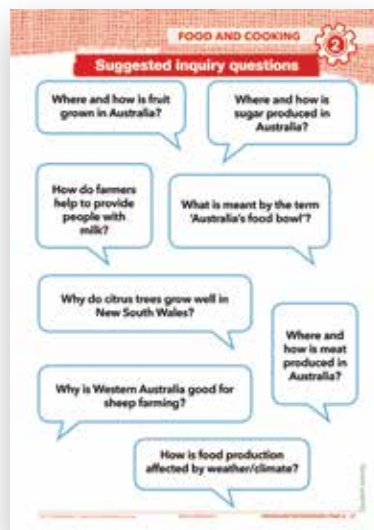 FOOD AND COOKING
2
Suggested inquiry questions
Where and how is fruit
grown in Australia?
Where and how is
sugar produced in
Australia?
How do farmers
help to provide
people with
milk?
What is meant by the term
'Australia's food bowl'?
Why do citrus trees grow well in
New South Wales?
Where and
how is meat
produced in
Australia?
Why is Western Australia good for
sheep farming?
How is food production
affected by weather/climate?